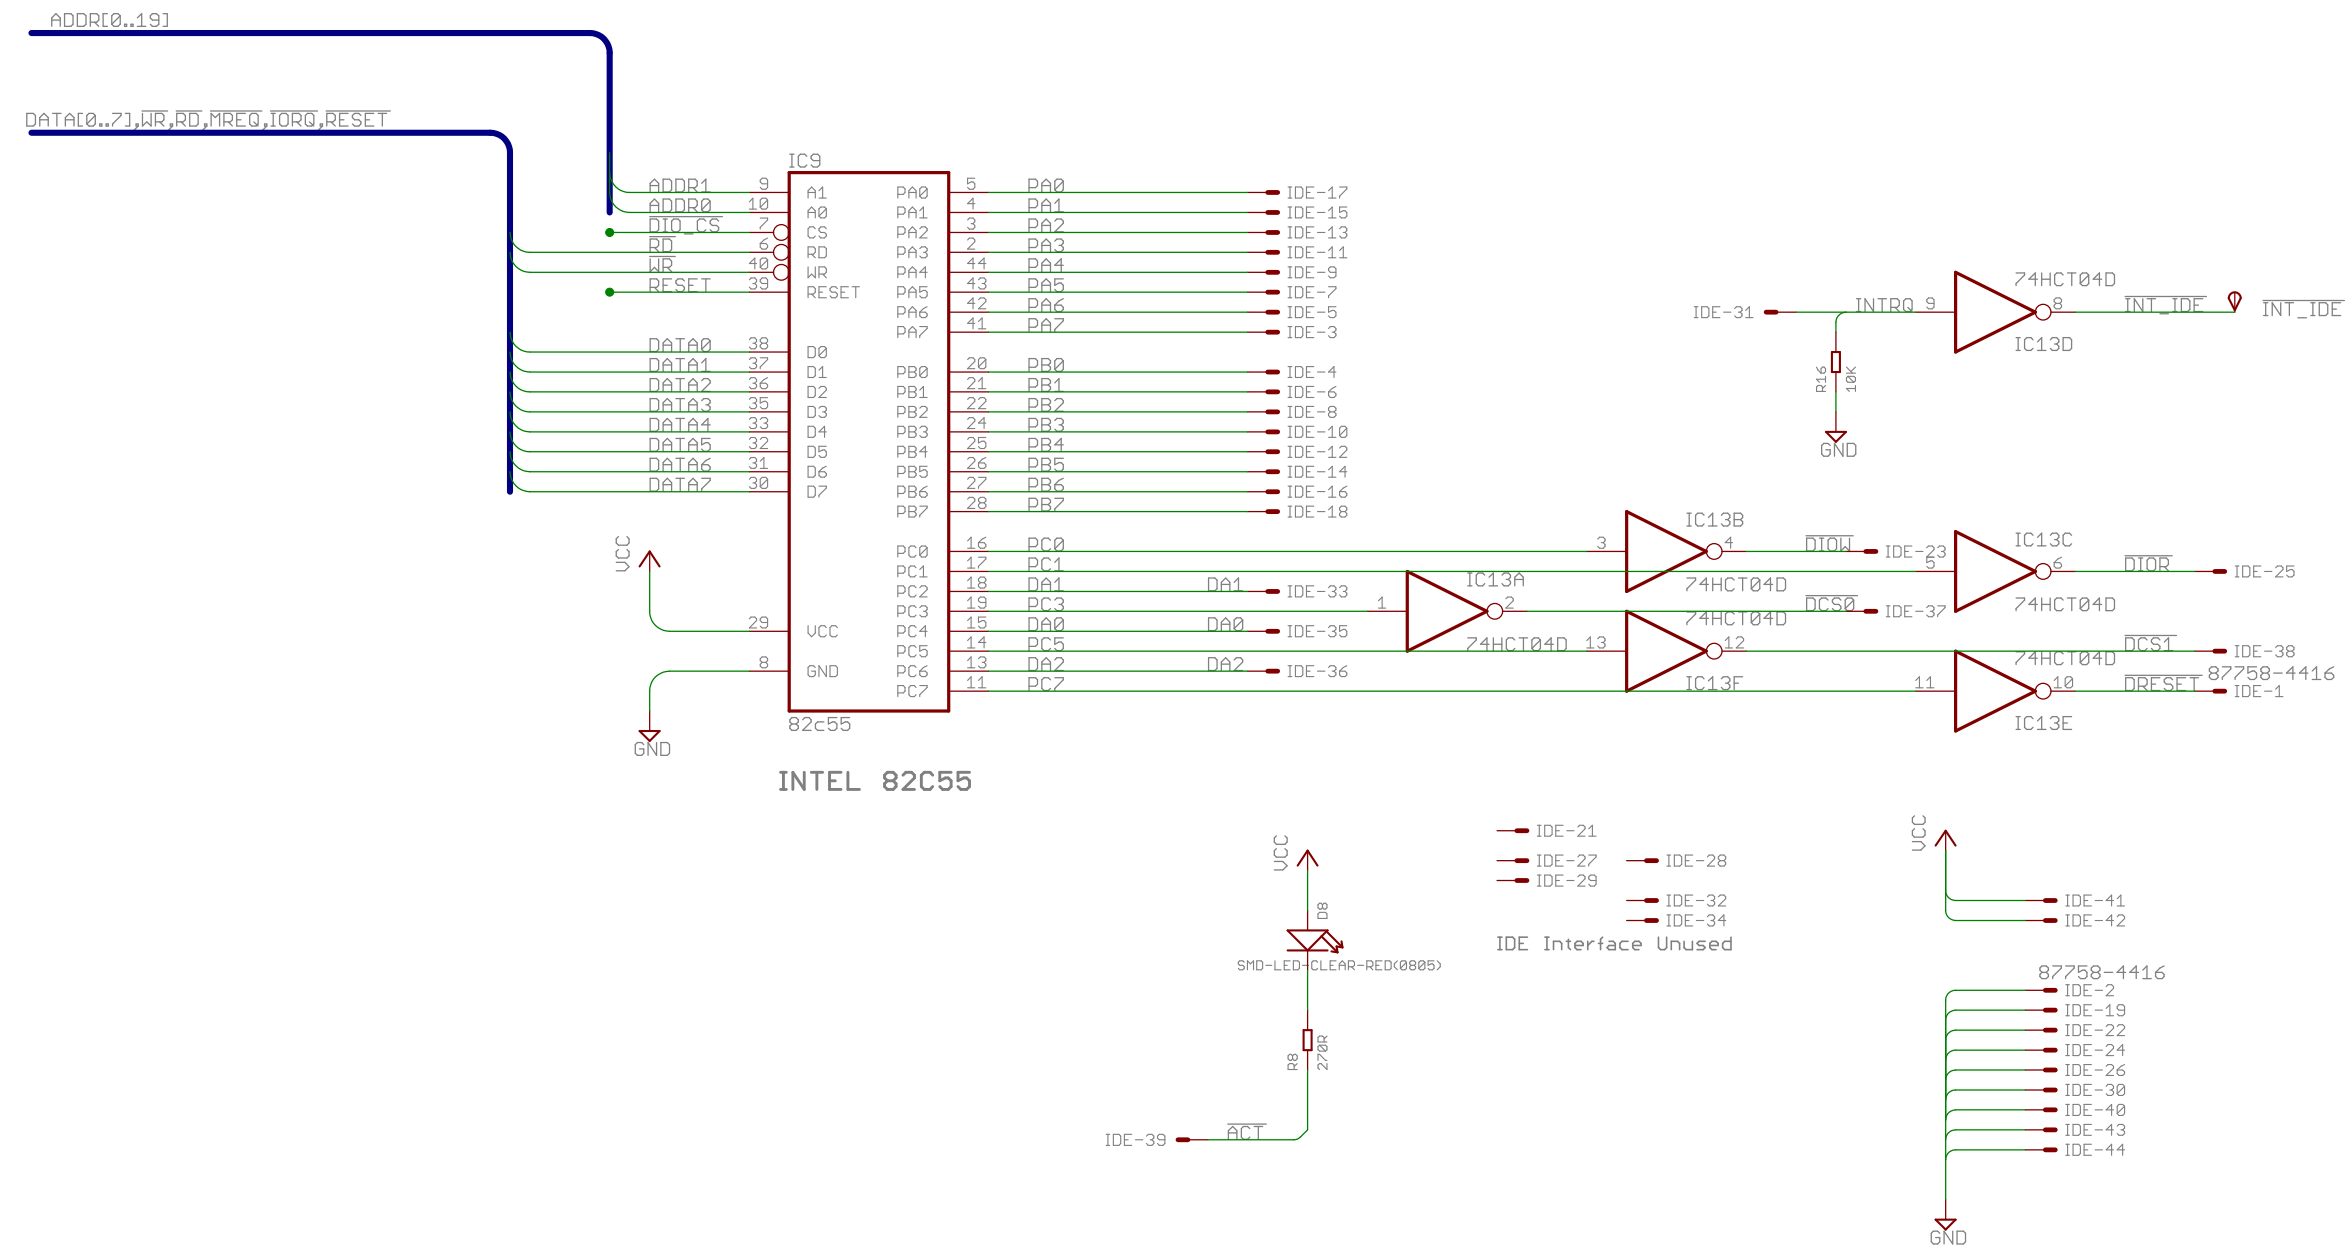 ADDR[0..19]
DATA[0..7],WR,RD,MREQ,IORQ,RESET
IC9
ADDR1 9 A1 PA0 5 PA0 IDE-17
ADDR0 10 A0 PA1 4 PA1 IDE-15
DIO_CS 7 CS PA2 3 PA2 IDE-13
RD 6 RD PA3 2 PA3 IDE-11
WR 40 WR PA4 44 PA4 IDE-9
RESET 39 RESET PA5 43 PA5 IDE-7
PA6 42 PA6 IDE-5
PA7 41 PA7 IDE-3
DATA0 38 D0
DATA1 37 D1 PB0 20 PB0 IDE-4
DATA2 36 D2 PB1 21 PB1 IDE-6
DATA3 35 D3 PB2 22 PB2 IDE-8
DATA4 33 D4 PB3 24 PB3 IDE-10
DATA5 32 D5 PB4 25 PB4 IDE-12
DATA6 31 D6 PB5 26 PB5 IDE-14
DATA7 30 D7 PB6 27 PB6 IDE-16
PB7 28 PB7 IDE-18
PC0 16 PC0
PC1 17 PC1
PC2 18 DA1 DA1 IDE-33
PC3 19 PC3
VCC 29 VCC PC4 15 DA0 DA0 IDE-35
PC5 14 PC5
GND 8 GND PC6 13 DA2 DA2 IDE-36
PC7 11 PC7
82c55
INTEL 82C55
74HCT04D
IDE-31 INTRQ 9 8 INT_IDE INT_IDE
IC13D
R16 10K
GND
IC13B
3 4 DIOW IDE-23
74HCT04D
IC13C
5 6 DIOR IDE-25
74HCT04D
IC13A
1 2 DCS0 IDE-37
74HCT04D
74HCT04D
13 12 DCS1 IDE-38
IC13F
74HCT04D
87758-4416
11 10 DRESET IDE-1
IC13E
VCC
D8
SMD-LED-CLEAR-RED(0805)
R8 270R
IDE-39 ACT
IDE-21
IDE-27 IDE-28
IDE-29
IDE-32
IDE-34
IDE Interface Unused
VCC
IDE-41
IDE-42
87758-4416
IDE-2
IDE-19
IDE-22
IDE-24
IDE-26
IDE-30
IDE-40
IDE-43
IDE-44
GND